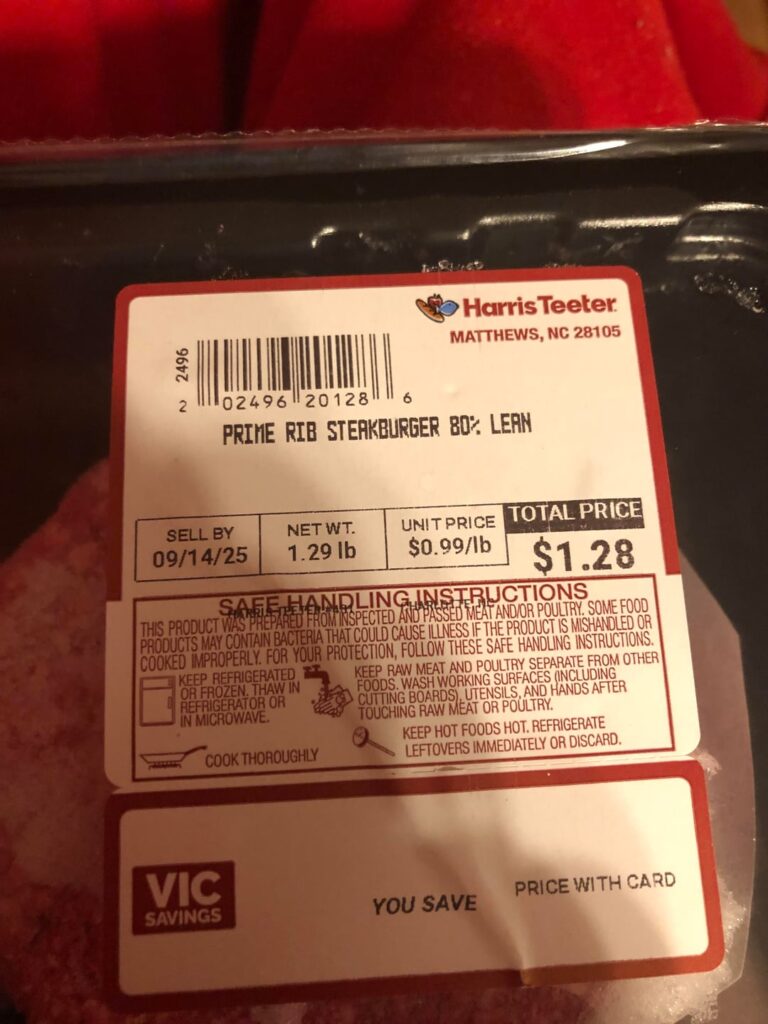 Harris Teeter
MATTHEWS, NC 28105
2496
2 02496 20128 6
PRIME RIB STEAKBURGER 80% LEAN
SELL BY
09/14/25
NET WT.
1.29 lb
UNIT PRICE
$0.99/lb
TOTAL PRICE
$1.28
SAFE HANDLING INSTRUCTIONS
THIS PRODUCT WAS PREPARED FROM INSPECTED AND PASSED MEAT AND/OR POULTRY. SOME FOOD
PRODUCTS MAY CONTAIN BACTERIA THAT COULD CAUSE ILLNESS IF THE PRODUCT IS MISHANDLED OR
COOKED IMPROPERLY. FOR YOUR PROTECTION, FOLLOW THESE SAFE HANDLING INSTRUCTIONS.
KEEP REFRIGERATED
OR FROZEN. THAW IN
REFRIGERATOR OR
IN MICROWAVE.
KEEP RAW MEAT AND POULTRY SEPARATE FROM OTHER
FOODS. WASH WORKING SURFACES (INCLUDING
CUTTING BOARDS), UTENSILS, AND HANDS AFTER
TOUCHING RAW MEAT OR POULTRY.
COOK THOROUGHLY
KEEP HOT FOODS HOT. REFRIGERATE
LEFTOVERS IMMEDIATELY OR DISCARD.
VIC
SAVINGS
YOU SAVE
PRICE WITH CARD